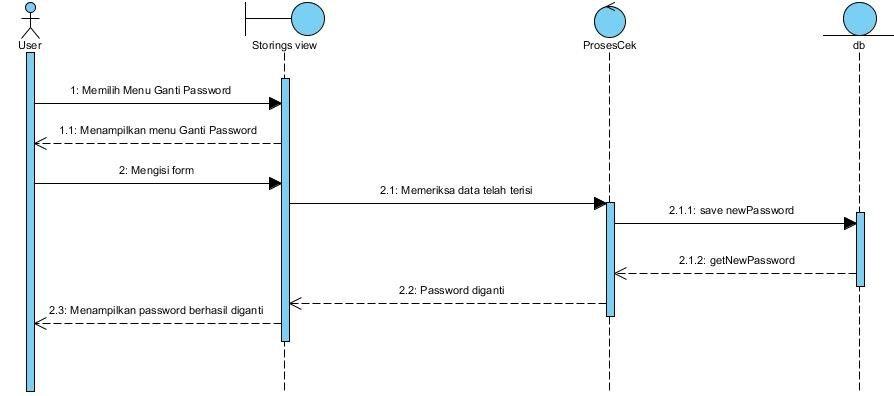 User
Storings view
ProsesCek
db
1: Memilih Menu Ganti Password
1.1: Menampilkan menu Ganti Password
2: Mengisi form
2.1: Memeriksa data telah terisi
2.1.1: save newPassword
2.1.2: getNewPassword
2.2: Password diganti
2.3: Menampilkan password berhasil diganti